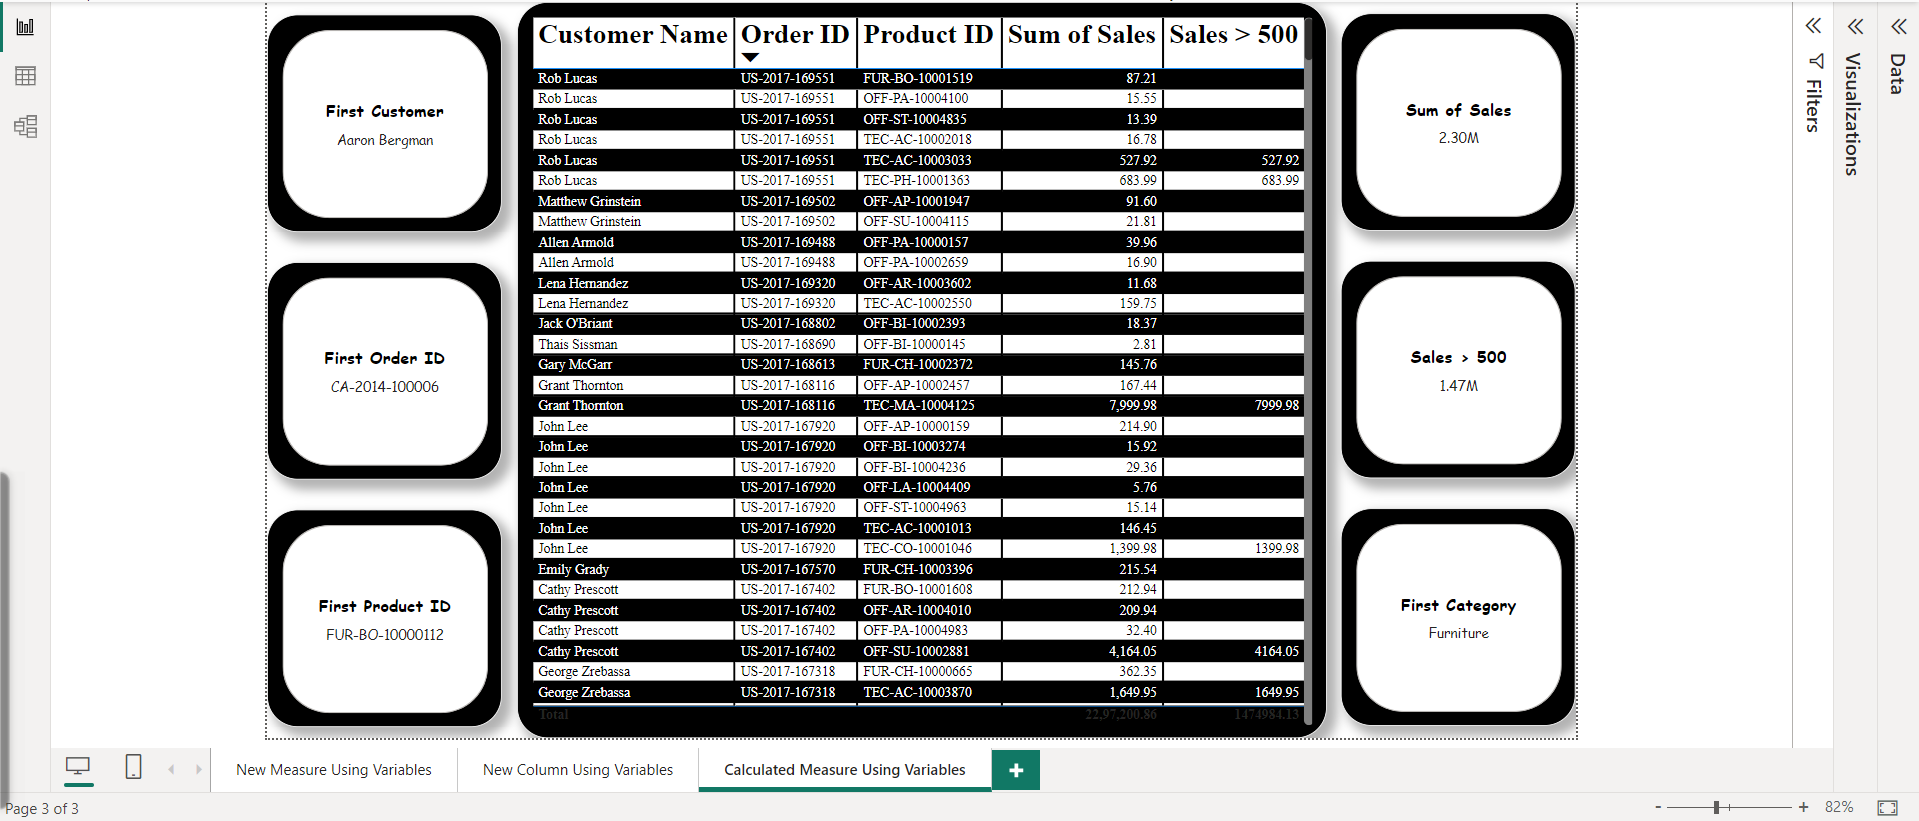 First Customer
Aaron Bergman
First Order ID
CA-2014-100006
First Product ID
FUR-BO-10000112
Customer Name Order ID Product ID Sum of Sales Sales > 500
Rob Lucas US-2017-169551 FUR-BO-10001519 87.21
Rob Lucas US-2017-169551 OFF-PA-10004100 15.55
Rob Lucas US-2017-169551 OFF-ST-10004835 13.39
Rob Lucas US-2017-169551 TEC-AC-10002018 16.78
Rob Lucas US-2017-169551 TEC-AC-10003033 527.92 527.92
Rob Lucas US-2017-169551 TEC-PH-10001363 683.99 683.99
Matthew Grinstein US-2017-169502 OFF-AP-10001947 91.60
Matthew Grinstein US-2017-169502 OFF-SU-10004115 21.81
Allen Armold US-2017-169488 OFF-PA-10000157 39.96
Allen Armold US-2017-169488 OFF-PA-10002659 16.90
Lena Hernandez US-2017-169320 OFF-AR-10003602 11.68
Lena Hernandez US-2017-169320 TEC-AC-10002550 159.75
Jack O'Briant US-2017-168802 OFF-BI-10002393 18.37
Thais Sissman US-2017-168690 OFF-BI-10000145 2.81
Gary McGarr US-2017-168613 FUR-CH-10002372 145.76
Grant Thornton US-2017-168116 OFF-AP-10002457 167.44
Grant Thornton US-2017-168116 TEC-MA-10004125 7,999.98 7999.98
John Lee US-2017-167920 OFF-AP-10000159 214.90
John Lee US-2017-167920 OFF-BI-10003274 15.92
John Lee US-2017-167920 OFF-BI-10004236 29.36
John Lee US-2017-167920 OFF-LA-10004409 5.76
John Lee US-2017-167920 OFF-ST-10004963 15.14
John Lee US-2017-167920 TEC-AC-10001013 146.45
John Lee US-2017-167920 TEC-CO-10001046 1,399.98 1399.98
Emily Grady US-2017-167570 FUR-CH-10003396 215.54
Cathy Prescott US-2017-167402 FUR-BO-10001608 212.94
Cathy Prescott US-2017-167402 OFF-AR-10004010 209.94
Cathy Prescott US-2017-167402 OFF-PA-10004983 32.40
Cathy Prescott US-2017-167402 OFF-SU-10002881 4,164.05 4164.05
George Zrebassa US-2017-167318 FUR-CH-10000665 362.35
George Zrebassa US-2017-167318 TEC-AC-10003870 1,649.95 1649.95
Total 22,97,200.86 1474984.13
Sum of Sales
2.30M
Sales > 500
1.47M
First Category
Furniture
Filters
Visualizations
Data
New Measure Using Variables New Column Using Variables Calculated Measure Using Variables
Page 3 of 3
- + 82%